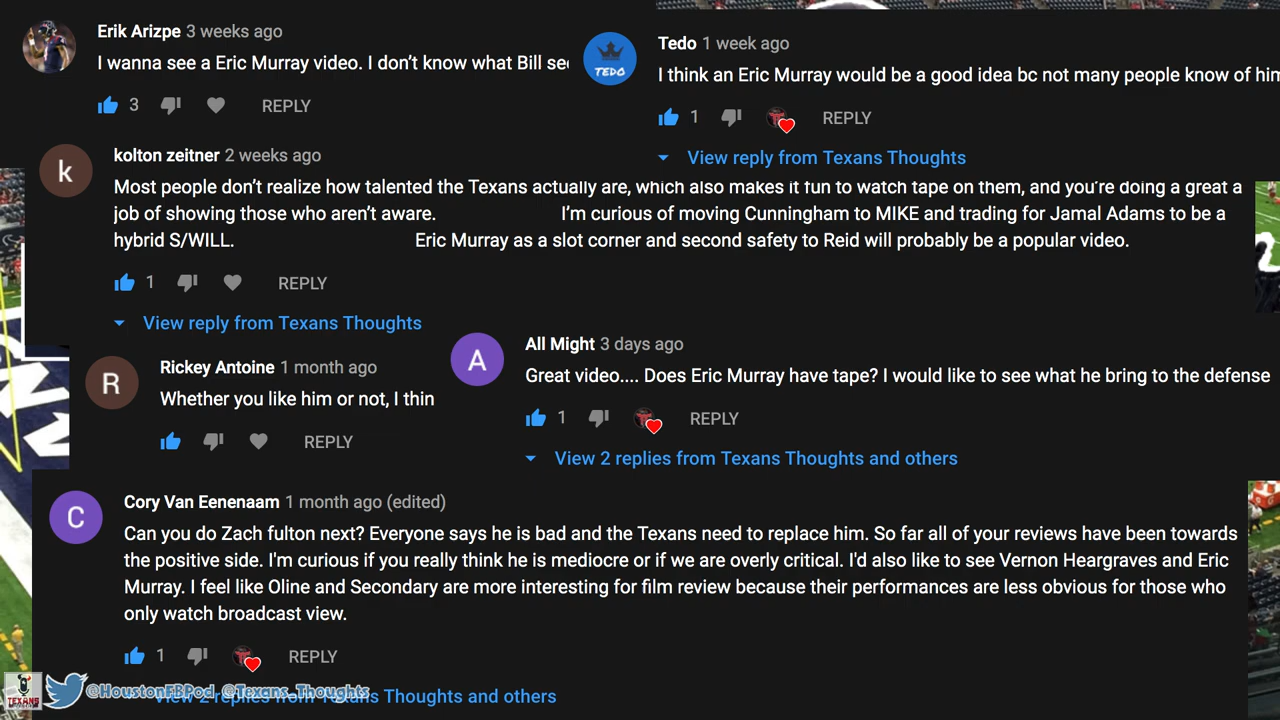 Erik Arizpe 3 weeks ago
I wanna see a Eric Murray video. I don't know what Bill see
3 REPLY
Tedo 1 week ago
TEDO
I think an Eric Murray would be a good idea bc not many people know of him
1 REPLY
View reply from Texans Thoughts
kolton zeitner 2 weeks ago
k
Most people don't realize how talented the Texans actually are, which also makes it fun to watch tape on them, and you're doing a great a
job of showing those who aren't aware. I'm curious of moving Cunningham to MIKE and trading for Jamal Adams to be a
hybrid S/WILL. Eric Murray as a slot corner and second safety to Reid will probably be a popular video.
1 REPLY
View reply from Texans Thoughts
Rickey Antoine 1 month ago
R
Whether you like him or not, I thin
REPLY
All Might 3 days ago
A
Great video.... Does Eric Murray have tape? I would like to see what he bring to the defense
1 REPLY
View 2 replies from Texans Thoughts and others
Cory Van Eenenaam 1 month ago (edited)
C
Can you do Zach fulton next? Everyone says he is bad and the Texans need to replace him. So far all of your reviews have been towards
the positive side. I'm curious if you really think he is mediocre or if we are overly critical. I'd also like to see Vernon Heargraves and Eric
Murray. I feel like Oline and Secondary are more interesting for film review because their performances are less obvious for those who
only watch broadcast view.
1 REPLY
View 2 replies from Texans Thoughts and others
TEXANS
@HoustonFBPod @Texans_Thoughts